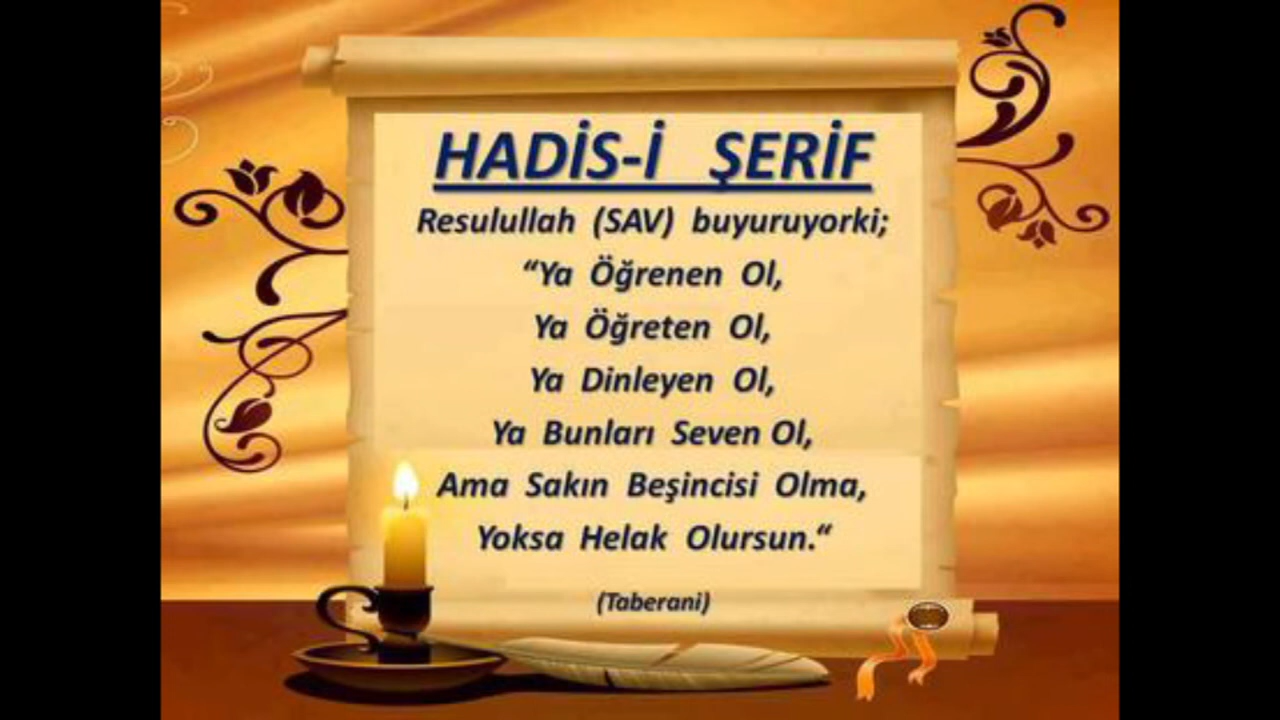 HADİS-İ ŞERİF
Resulullah (SAV) buyuruyorki;
“Ya Öğrenen Ol,
Ya Öğreten Ol,
Ya Dinleyen Ol,
Ya Bunları Seven Ol,
Ama Sakın Beşincisi Olma,
Yoksa Helak Olursun.“
(Taberani)